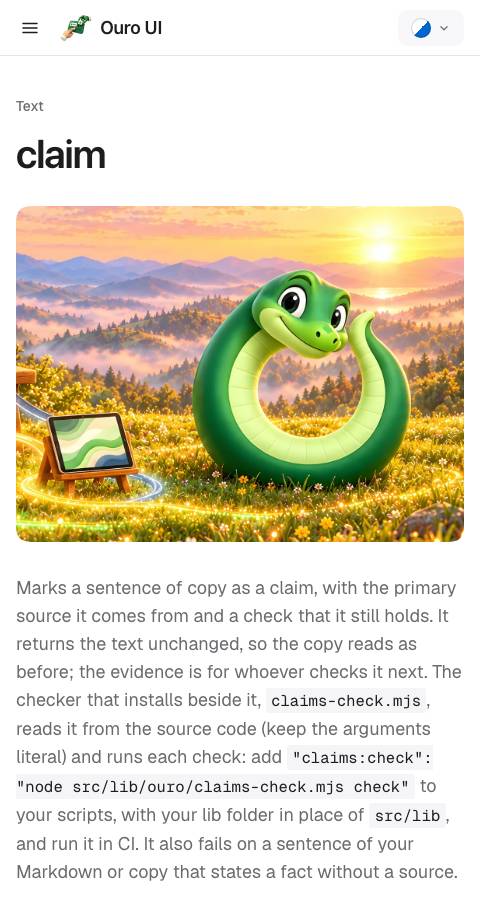 Ouro UI
Text
claim
Marks a sentence of copy as a claim, with the primary
source it comes from and a check that it still holds. It
returns the text unchanged, so the copy reads as
before; the evidence is for whoever checks it next. The
checker that installs beside it, claims-check.mjs,
reads it from the source code (keep the arguments
literal) and runs each check: add "claims:check":
"node src/lib/ouro/claims-check.mjs check" to
your scripts, with your lib folder in place of src/lib,
and run it in CI. It also fails on a sentence of your
Markdown or copy that states a fact without a source.